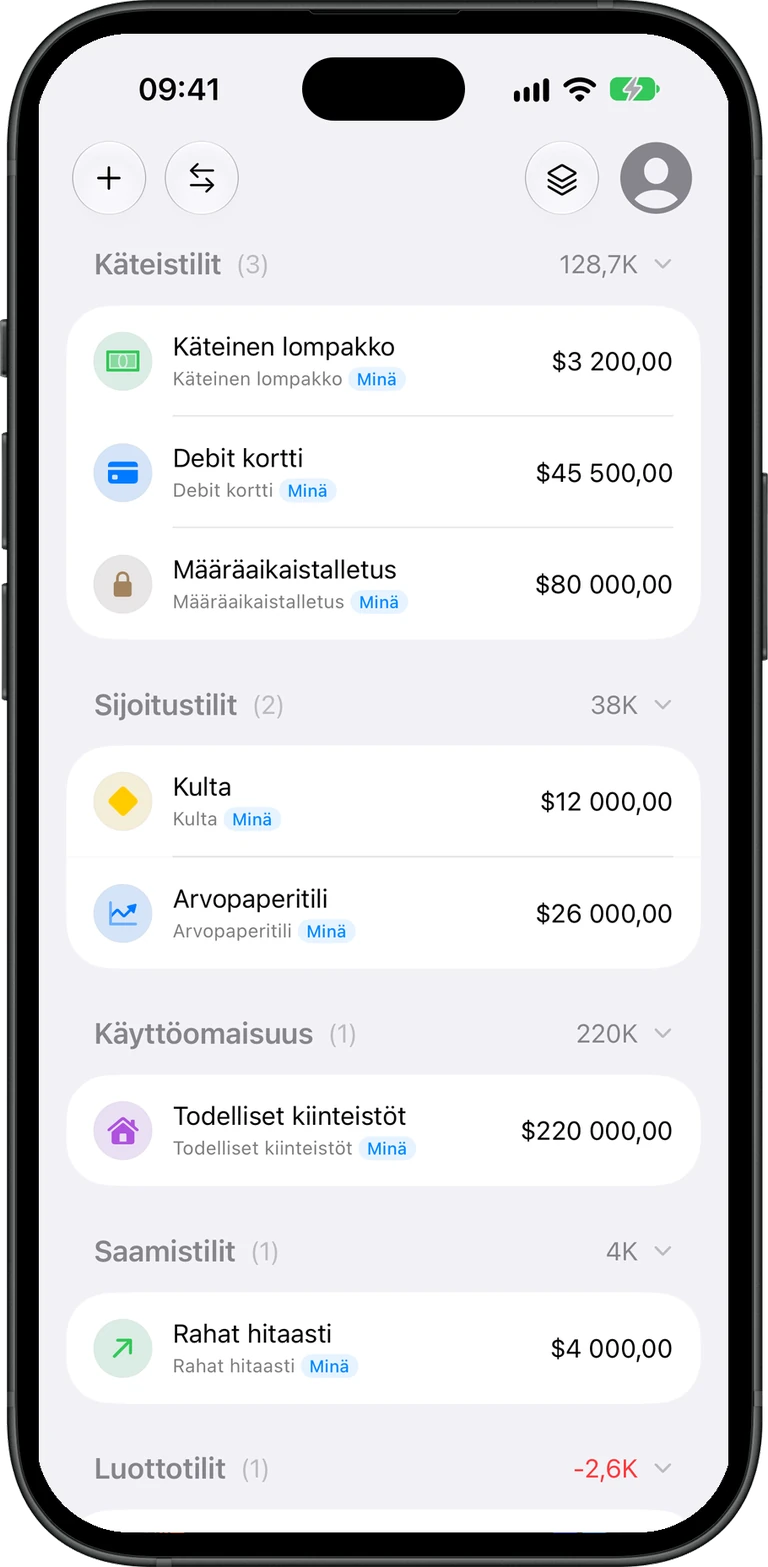 09:41
Käteistilit (3) 128,7K
Käteinen lompakko $3 200,00
Käteinen lompakko Minä
Debit kortti $45 500,00
Debit kortti Minä
Määräaikaistalletus $80 000,00
Määräaikaistalletus Minä
Sijoitustilit (2) 38K
Kulta $12 000,00
Kulta Minä
Arvopaperitili $26 000,00
Arvopaperitili Minä
Käyttöomaisuus (1) 220K
Todelliset kiinteistöt $220 000,00
Todelliset kiinteistöt Minä
Saamistilit (1) 4K
Rahat hitaasti $4 000,00
Rahat hitaasti Minä
Luottotilit (1) -2,6K